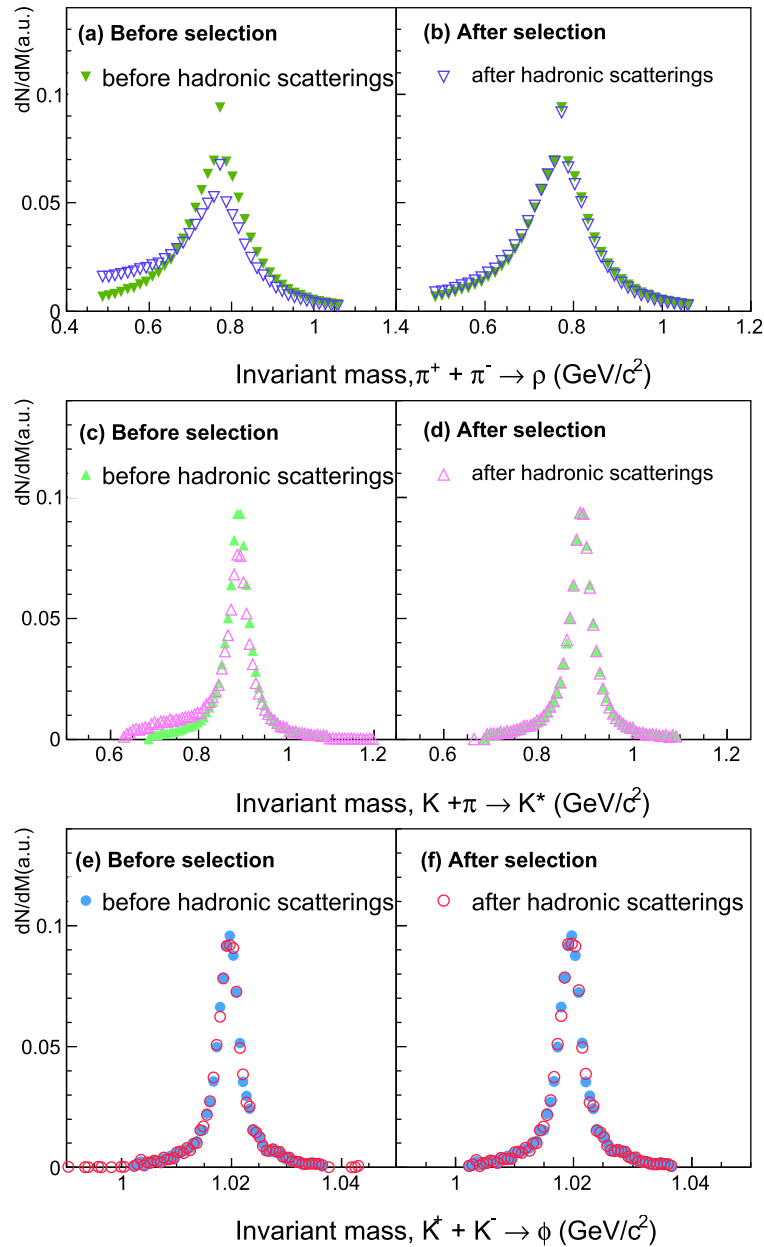 dN/dM(a.u.)
(a) Before selection
(b) After selection
before hadronic scatterings
after hadronic scatterings
0.1
0.05
0
0.4 0.6 0.8 1 1.4 0.6 0.8 1 1.2
Invariant mass,π⁺ + π⁻ → ρ (GeV/c²)
dN/dM(a.u.)
(c) Before selection
(d) After selection
before hadronic scatterings
after hadronic scatterings
0.1
0.05
0
0.6 0.8 1 1.2 0.6 0.8 1 1.2
Invariant mass, K +π → K* (GeV/c²)
dN/dM(a.u.)
(e) Before selection
(f) After selection
before hadronic scatterings
after hadronic scatterings
0.1
0.05
0
1 1.02 1.04 1 1.02 1.04
Invariant mass, K⁺ + K⁻ → ϕ (GeV/c²)